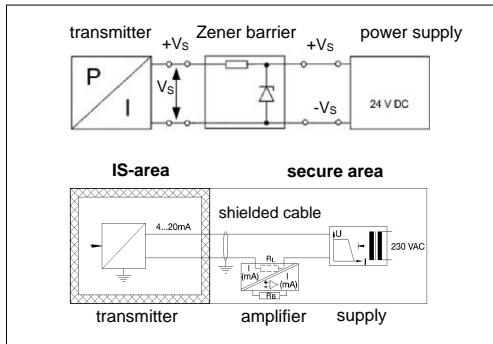 transmitter Zener barrier power supply
+VS +VS
P
VS
I
24 V DC
-VS
IS-area secure area
shielded cable
4...20mA
U
230 VAC
I
RL
I
(mA)
I
(mA)
RB
transmitter amplifier supply